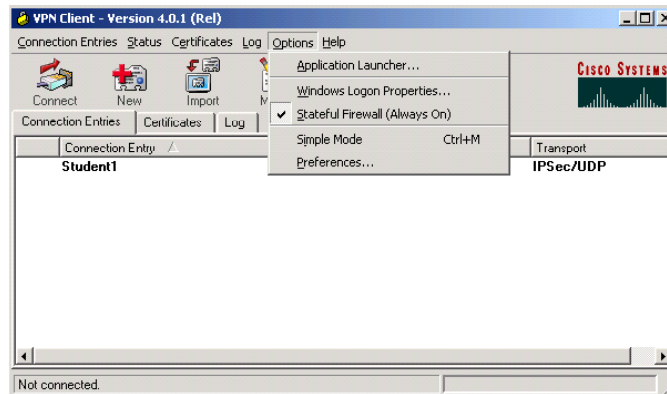 VPN Client - Version 4.0.1 (Rel)
Connection Entries Status Certificates Log Options Help
Connect New Import
Application Launcher...
Windows Logon Properties...
Stateful Firewall (Always On)
Simple Mode Ctrl+M
Preferences...
CISCO SYSTEMS
Connection Entries Certificates Log
Connection Entry Transport
Student1 IPSec/UDP
Not connected.